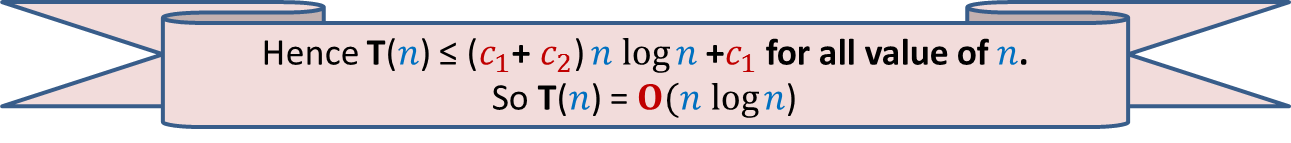 Hence T(n) ≤ (c₁+ c₂) n log n +c₁ for all value of n.
So T(n) = O(n log n)